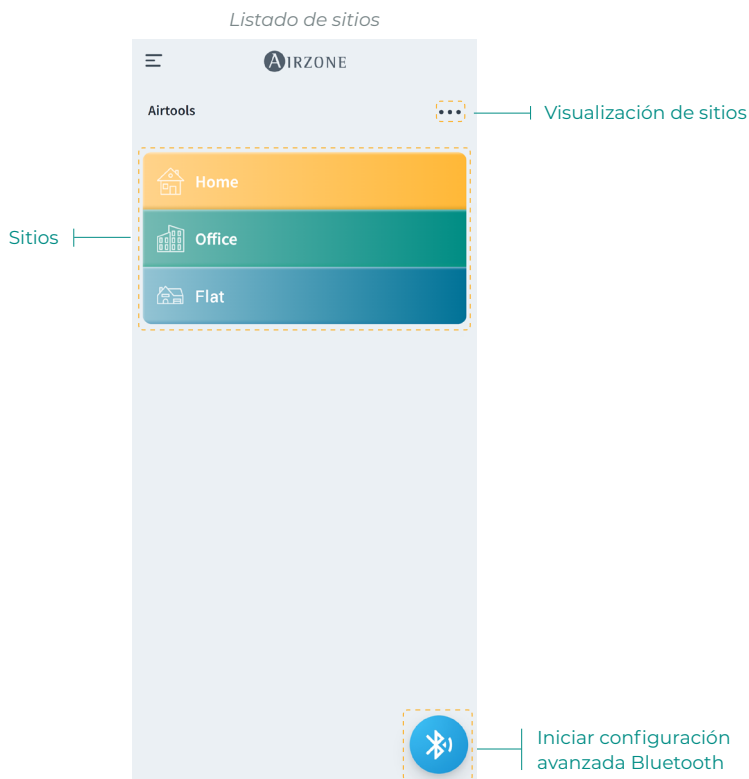 Listado de sitios
AIRZONE
Airtools
Visualización de sitios
Home
Sitios
Office
Flat
Iniciar configuración
avanzada Bluetooth